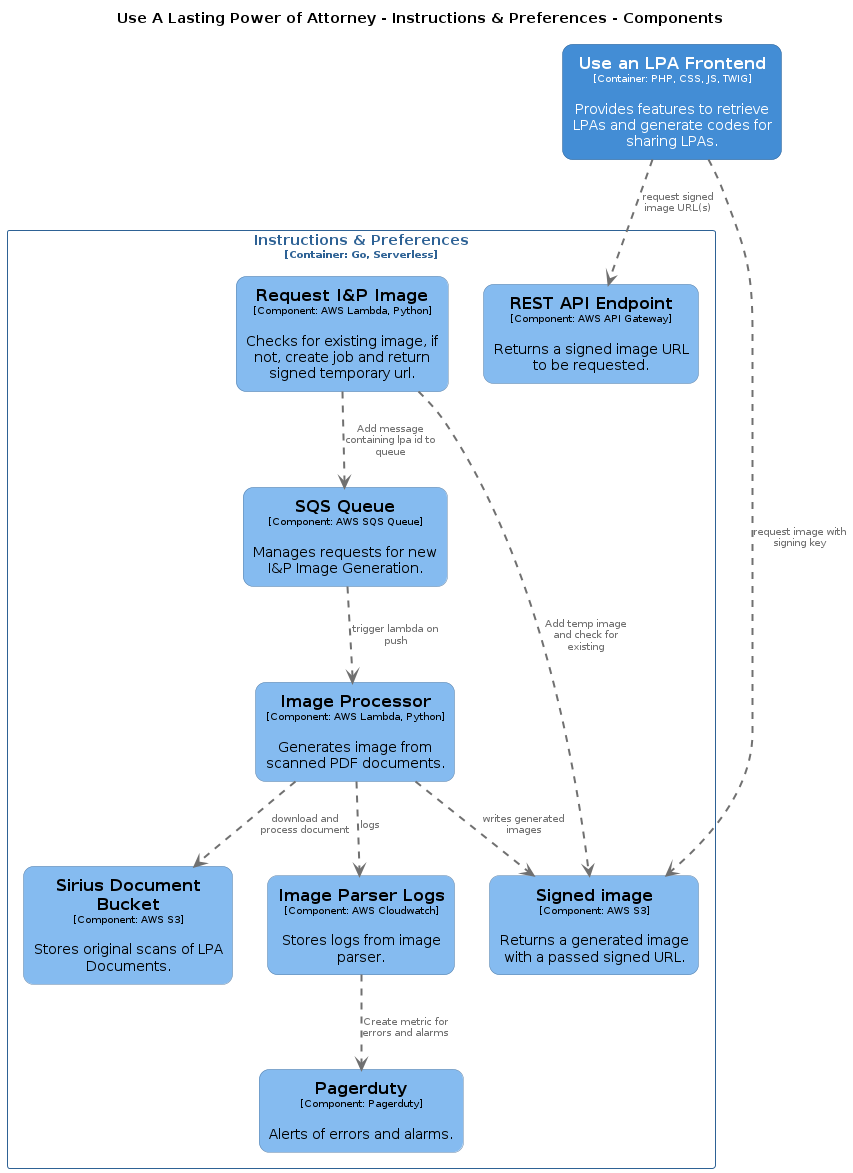 Use A Lasting Power of Attorney - Instructions & Preferences - Components
Use an LPA Frontend
[Container: PHP, CSS, JS, TWIG]
Provides features to retrieve
LPAs and generate codes for
sharing LPAs.
request signed
image URL(s)
Instructions & Preferences
[Container: Go, Serverless]
Request I&P Image
[Component: AWS Lambda, Python]
Checks for existing image, if
not, create job and return
signed temporary url.
REST API Endpoint
[Component: AWS API Gateway]
Returns a signed image URL
to be requested.
Add message
containing lpa id to
queue
SQS Queue
[Component: AWS SQS Queue]
Manages requests for new
I&P Image Generation.
request image with
signing key
trigger lambda on
push
Add temp image
and check for
existing
Image Processor
[Component: AWS Lambda, Python]
Generates image from
scanned PDF documents.
download and
process document
logs
writes generated
images
Sirius Document
Bucket
[Component: AWS S3]
Stores original scans of LPA
Documents.
Image Parser Logs
[Component: AWS Cloudwatch]
Stores logs from image
parser.
Signed image
[Component: AWS S3]
Returns a generated image
with a passed signed URL.
Create metric for
errors and alarms
Pagerduty
[Component: Pagerduty]
Alerts of errors and alarms.